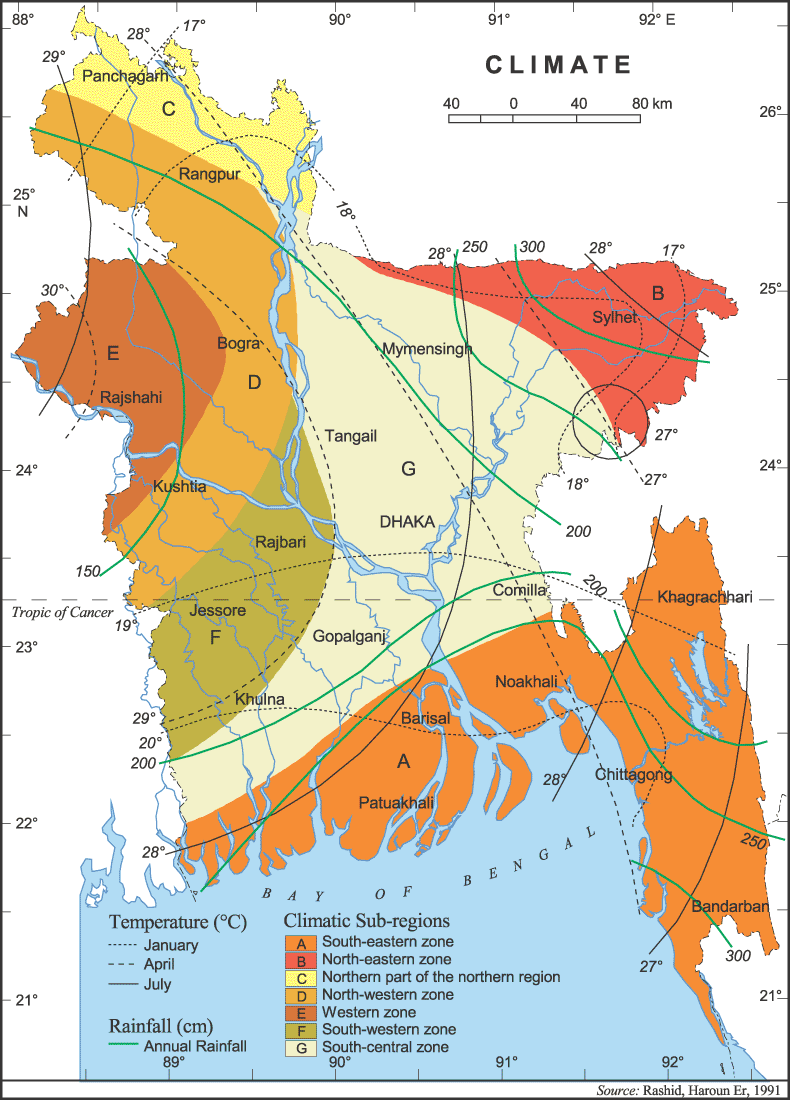 88°
90°
91°
92° E
CLIMATE
40 0 40 80 km
28°
17°
29°
Panchagarh
C
26°
Rangpur
25°
N
18°
28°
250
300
28°
17°
B
25°
30°
Sylhet
Bogra
Mymensingh
E
D
Rajshahi
Tangail
27°
24°
G
24°
18°
27°
Kushtia
DHAKA
200
Rajbari
150
Comilla
200
Khagrachhari
Tropic of Cancer
Jessore
19°
F
Gopalganj
23°
23°
Noakhali
Khulna
29°
Barisal
20°
200
A
Chittagong
28°
Patuakhali
22°
22°
250
28°
BAY OF BENGAL
Bandarban
Temperature (°C)
January
April
July
Rainfall (cm)
Annual Rainfall
Climatic Sub-regions
A South-eastern zone
B North-eastern zone
C Northern part of the northern region
D North-western zone
E Western zone
F South-western zone
G South-central zone
300
27°
21°
21°
89°
90°
91°
92°
Source: Rashid, Haroun Er, 1991